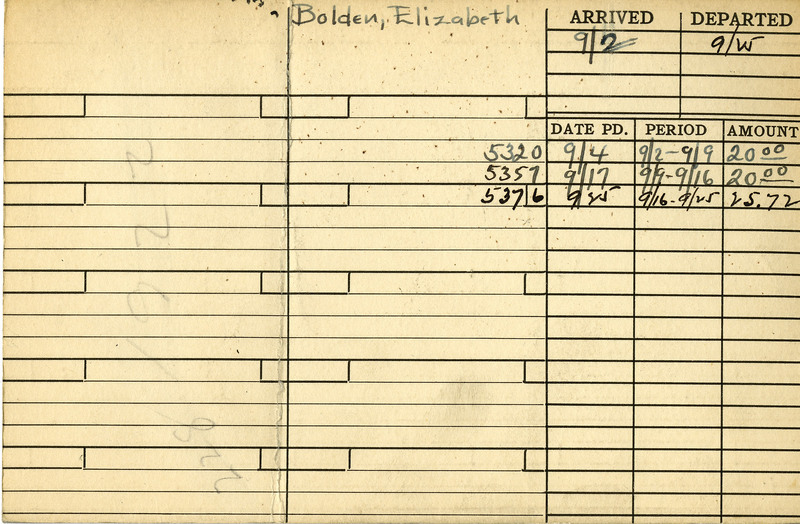 Bolden, Elizabeth
ARRIVED DEPARTED
9/2 9/25
DATE PD. PERIOD AMOUNT
5320 9/4 9/2-9/9 20.00
5357 9/17 9/9-9/16 20.00
5376 9/25 9/16-9/25 25.72